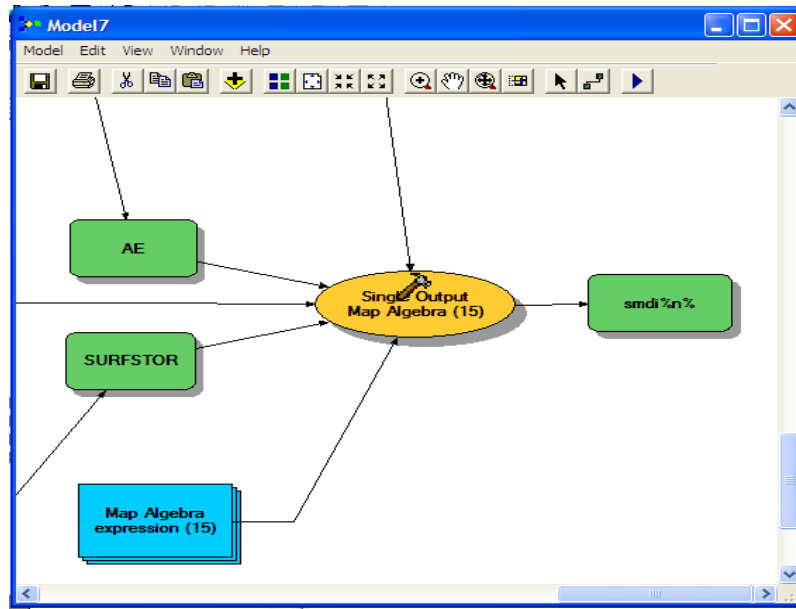 Model7
Model Edit View Window Help
AE
Single Output
Map Algebra (15)
smdi%n%
SURFSTOR
Map Algebra
expression (15)